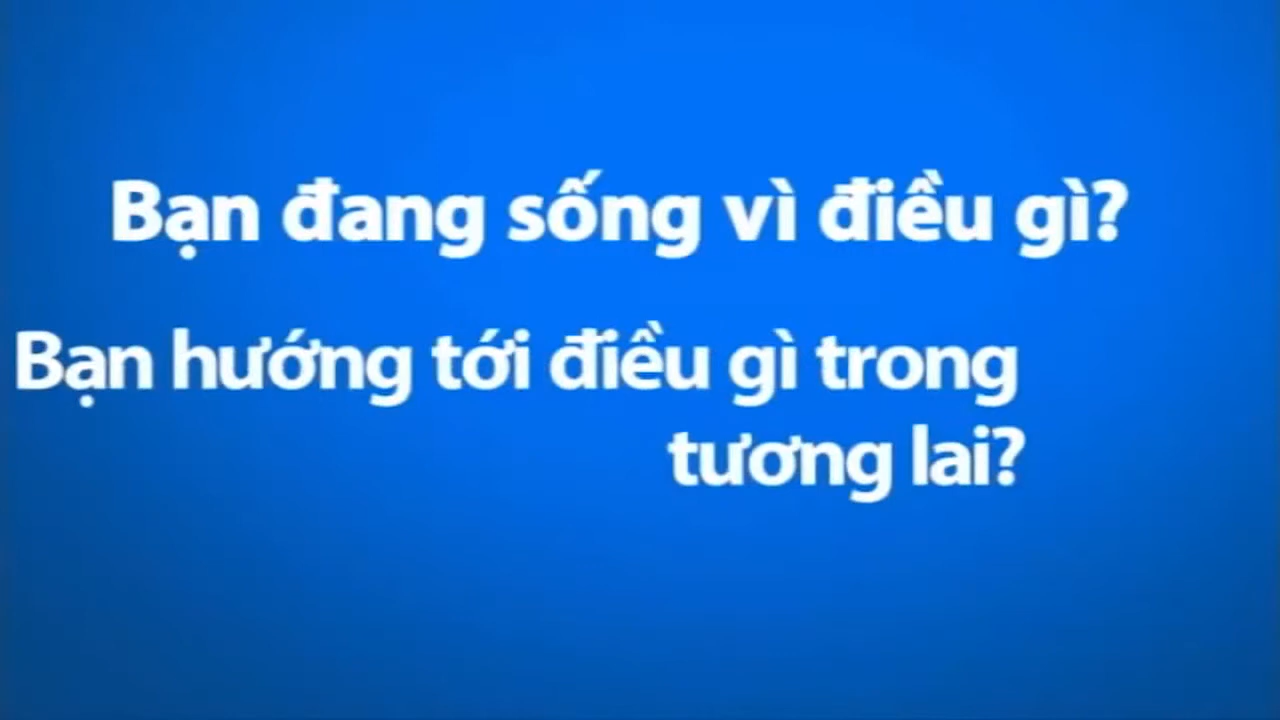 Bạn đang sống vì điều gì?
Bạn hướng tới điều gì trong
tương lai?